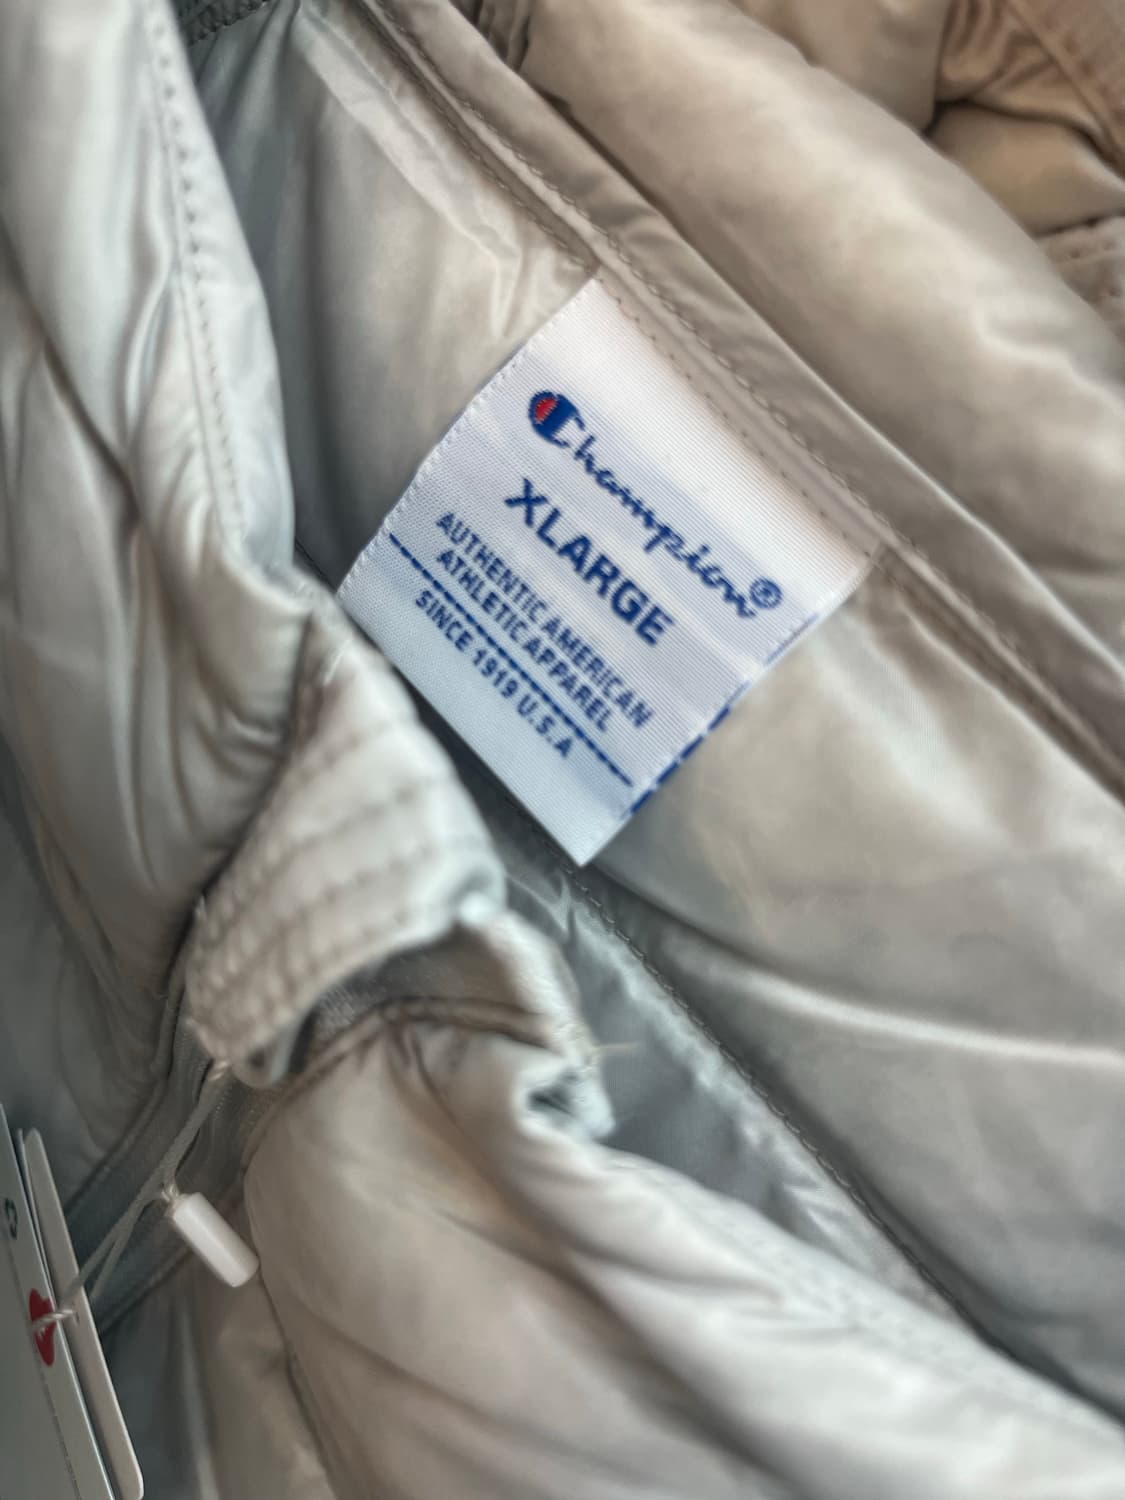 Champion®
XLARGE
AUTHENTIC AMERICAN
ATHLETIC APPAREL
SINCE 1919 U.S.A